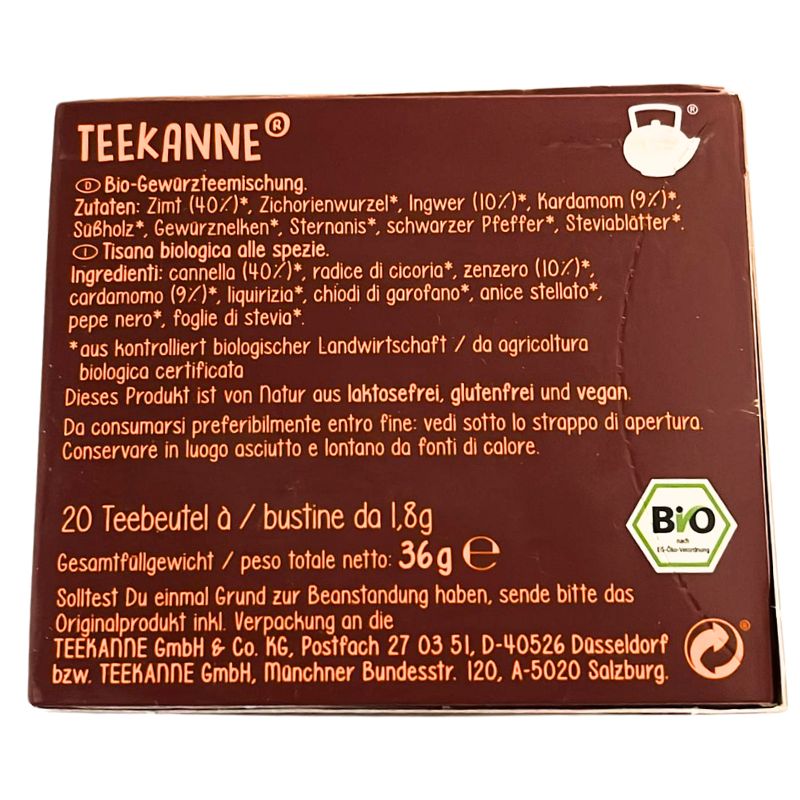 TEEKANNE®
®
D Bio-Gewürzteemischung.
Zutaten: Zimt (40%)*, Zichorienwurzel*, Ingwer (10%)*, Kardamom (9%)*,
Süßholz*, Gewürznelken*, Sternanis*, schwarzer Pfeffer*, Steviablätter*.
I Tisana biologica alle spezie.
Ingredienti: cannella (40%)*, radice di cicoria*, zenzero (10%)*,
cardamomo (9%)*, liquirizia*, chiodi di garofano*, anice stellato*,
pepe nero*, foglie di stevia*.
*aus kontrolliert biologischer Landwirtschaft / da agricoltura
biologica certificata
Dieses Produkt ist von Natur aus laktosefrei, glutenfrei und vegan.
Da consumarsi preferibilmente entro fine: vedi sotto lo strappo di apertura.
Conservare in luogo asciutto e lontano da fonti di calore.
20 Teebeutel à / bustine da 1,8g
Gesamtfüllgewicht / peso totale netto: 36g e
Bio
nach
EG-Öko-Verordnung
Solltest Du einmal Grund zur Beanstandung haben, sende bitte das
Originalprodukt inkl. Verpackung an die
TEEKANNE GmbH & Co. KG, Postfach 27 03 51, D-40526 Düsseldorf
bzw. TEEKANNE GmbH, Münchner Bundesstr. 120, A-5020 Salzburg.
®